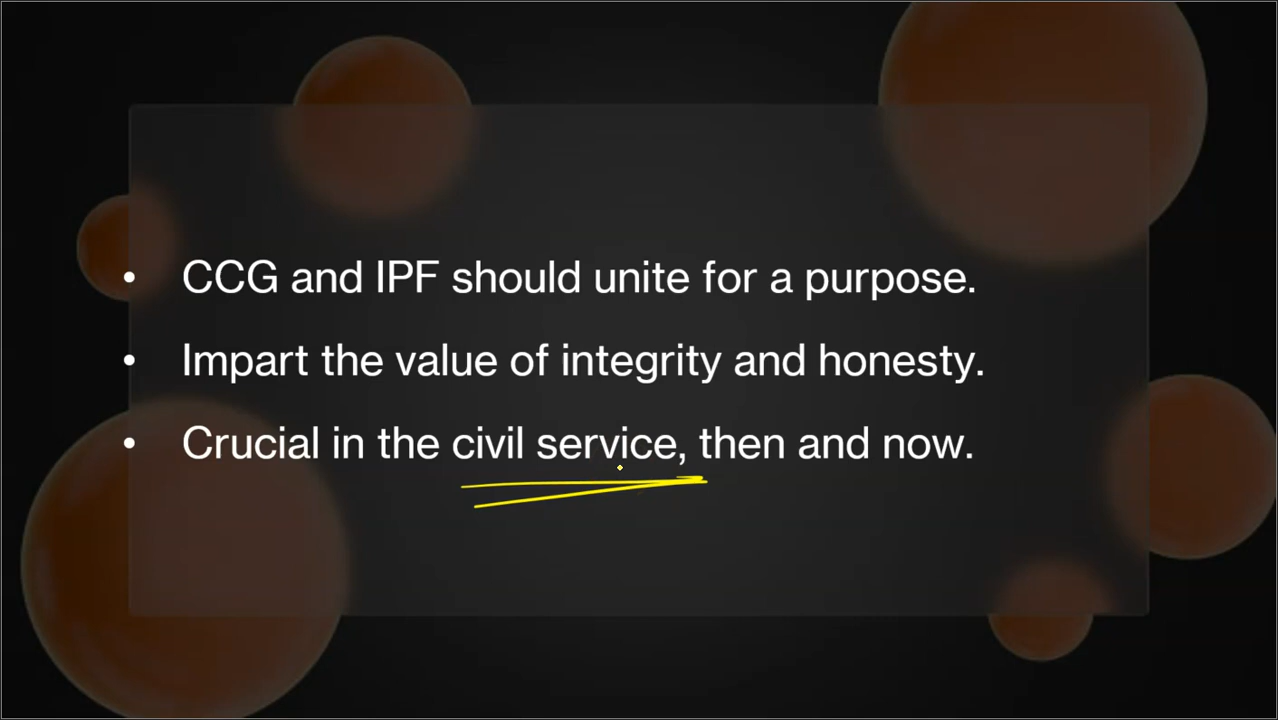 • CCG and IPF should unite for a purpose.
• Impart the value of integrity and honesty.
• Crucial in the civil service, then and now.